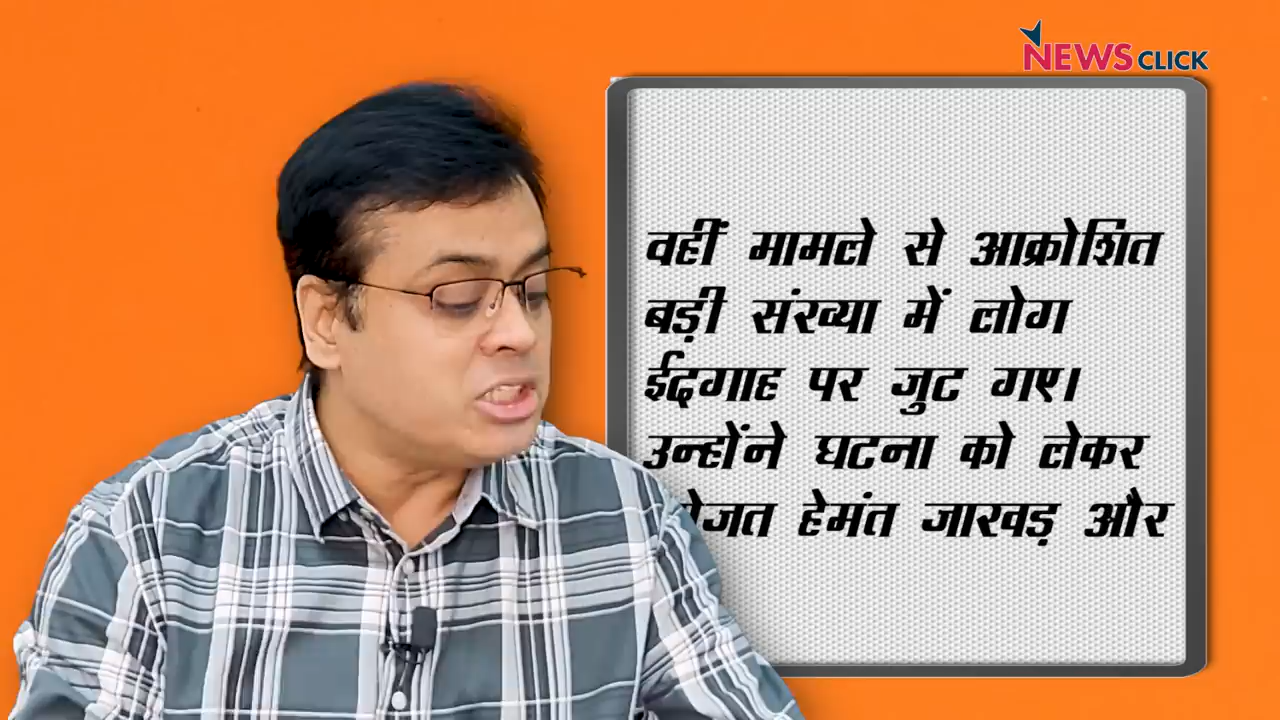 NEWSCLICK
वहीं मामले से आक्रोशित
बड़ी संख्या में लोग
ईदगाह पर जुट गए।
उन्होंने घटना को लेकर
हेमंत जाखड़ और